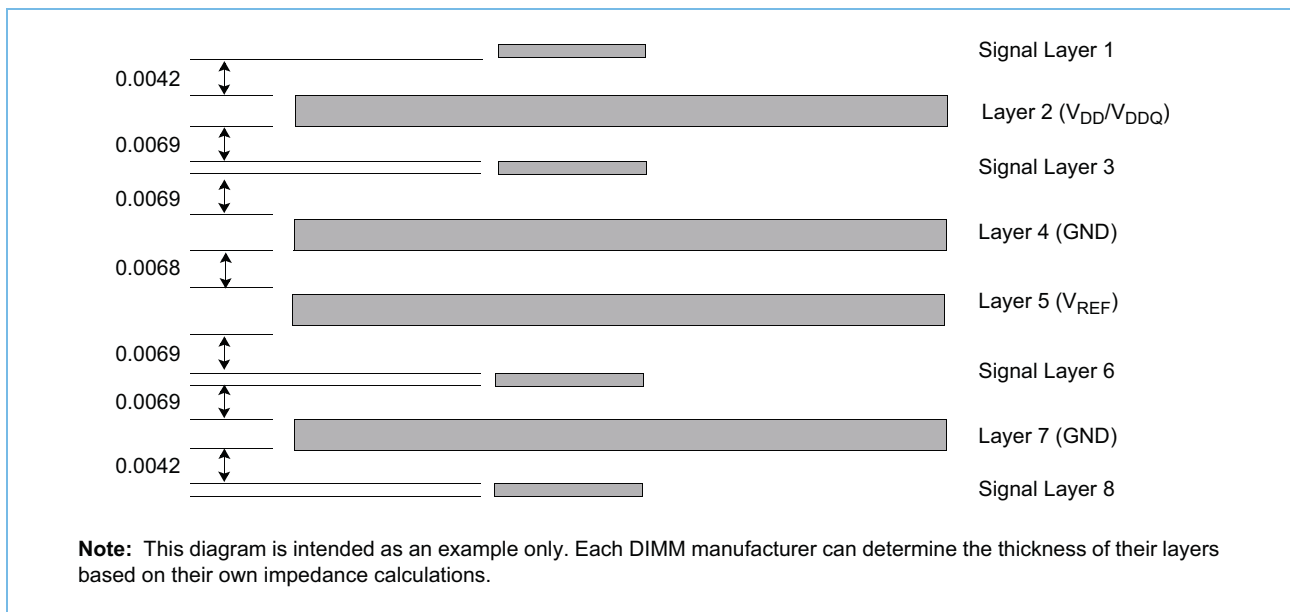 Signal Layer 1
0.0042
Layer 2 (VDD/VDDQ)
0.0069
Signal Layer 3
0.0069
Layer 4 (GND)
0.0068
Layer 5 (VREF)
0.0069
Signal Layer 6
0.0069
Layer 7 (GND)
0.0042
Signal Layer 8
Note: This diagram is intended as an example only. Each DIMM manufacturer can determine the thickness of their layers
based on their own impedance calculations.